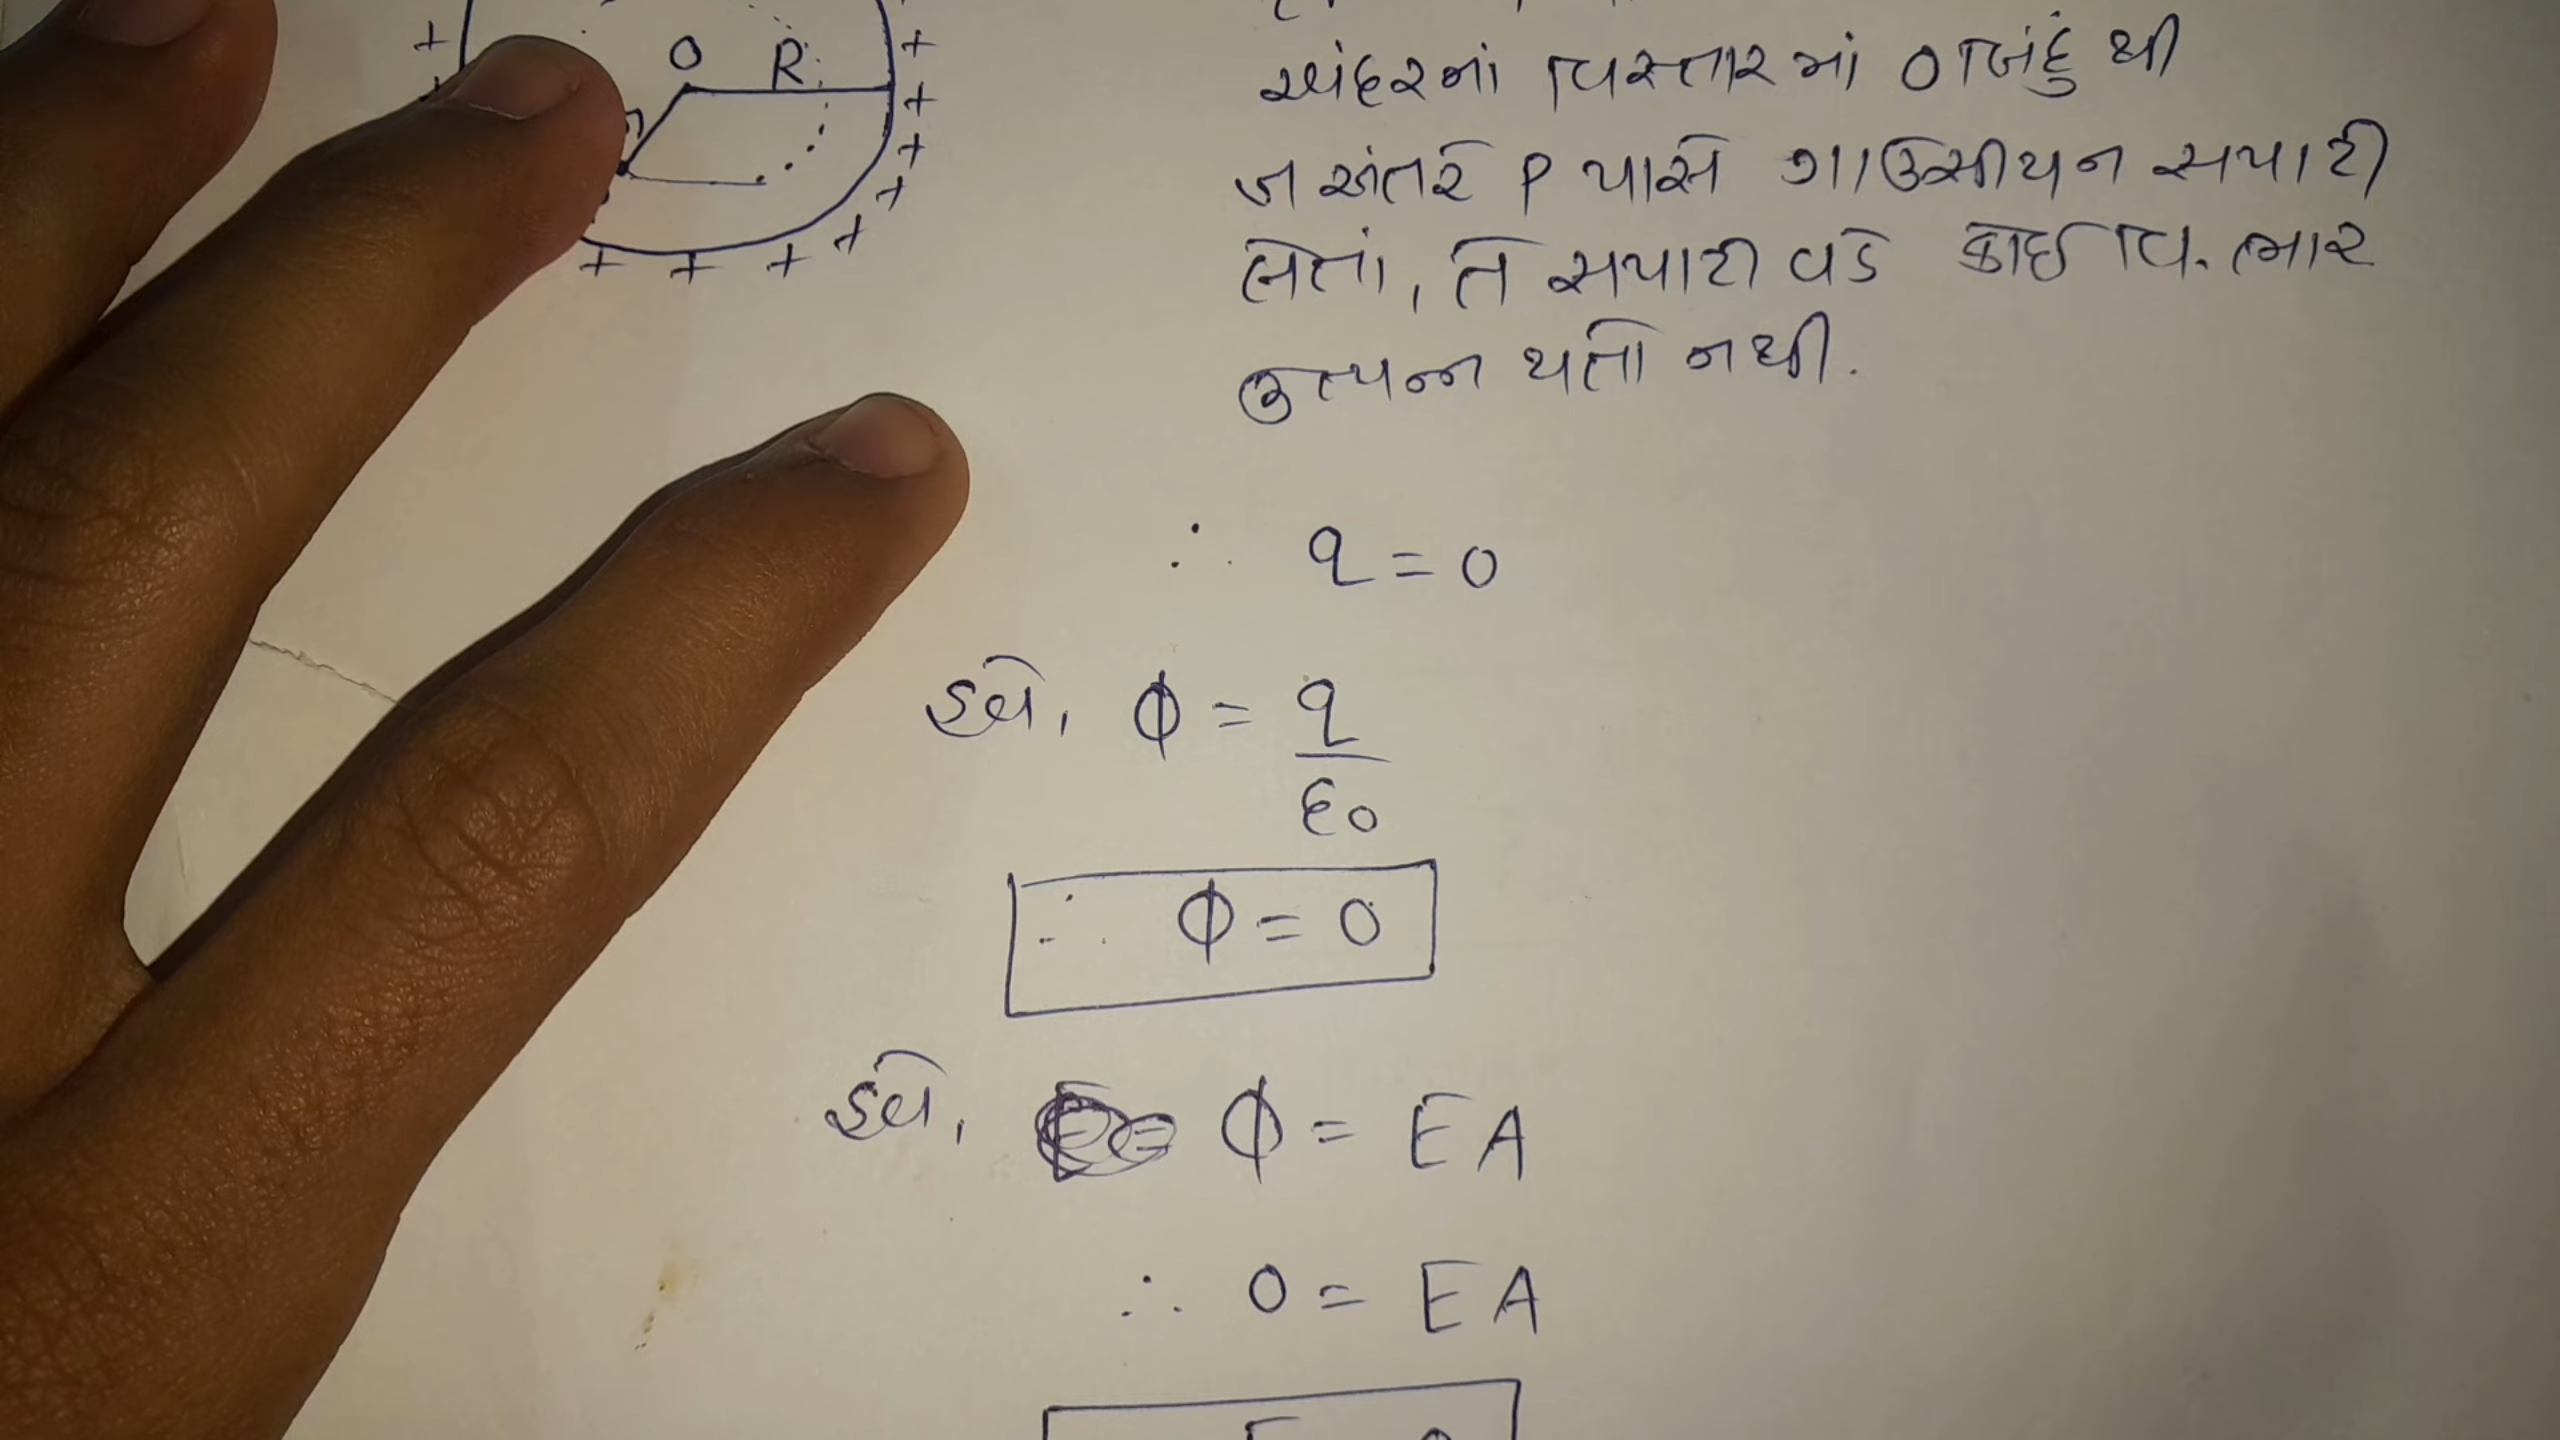 O R
+ + + + + + + + + + +
અંદરનાં વિસ્તાર માં O બિંદું થી
જ અંતરે P પાસે ગાઉસીયન સપાટી
લેતાં, તે સપાટી વડે કોઈ વિ. ભાર
ઉત્પન્ન થતો નથી.
∴ q = 0
હવે, Φ = q
ε0
∴ Φ = 0
હવે, Φ = EA
∴ 0 = EA